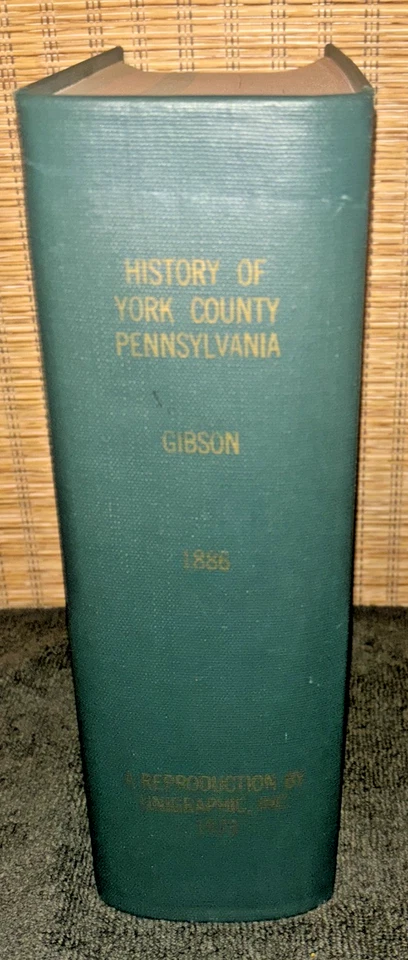 HISTORY OF
YORK COUNTY
PENNSYLVANIA
GIBSON
1886
A REPRODUCTION BY
UNIGRAPHIC, INC.